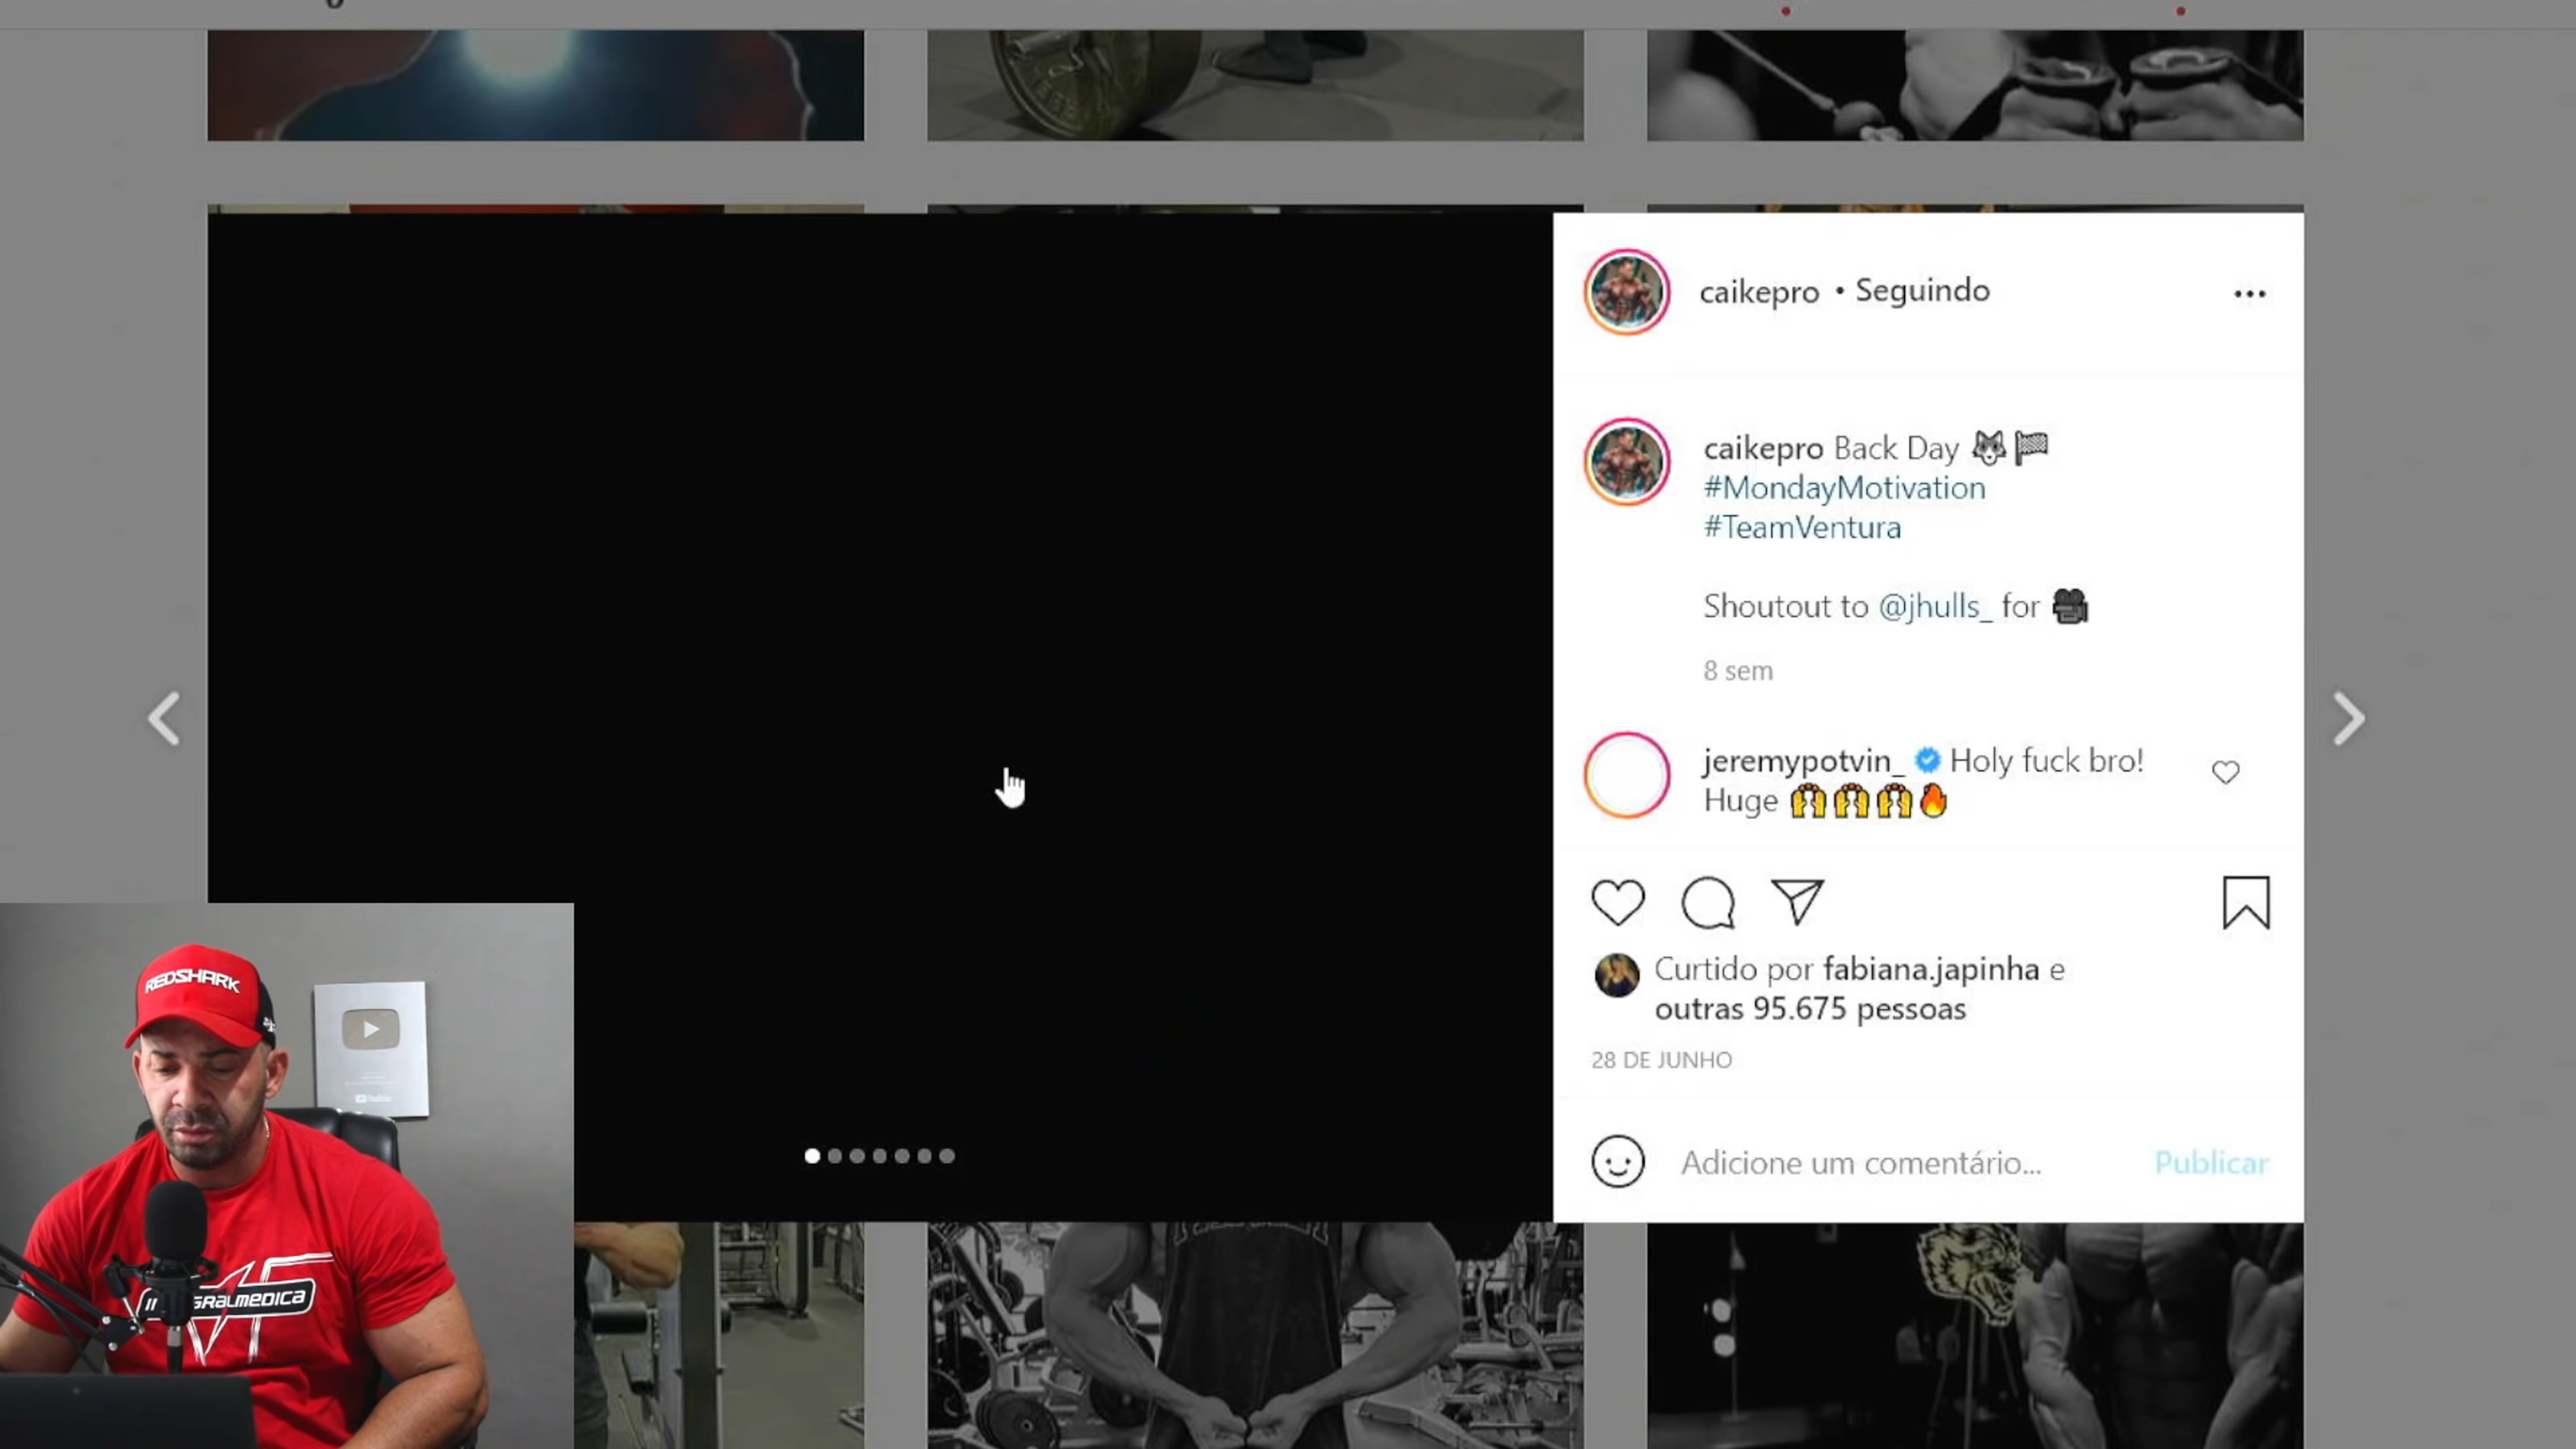 caikepro • Seguindo
caikepro Back Day
#MondayMotivation
#TeamVentura
Shoutout to @jhulls_ for
8 sem
jeremypotvin_ Holy fuck bro!
Huge
Curtido por fabiana.japinha e
outras 95.675 pessoas
28 DE JUNHO
Adicione um comentário...
Publicar
REDSHARK
YouTube